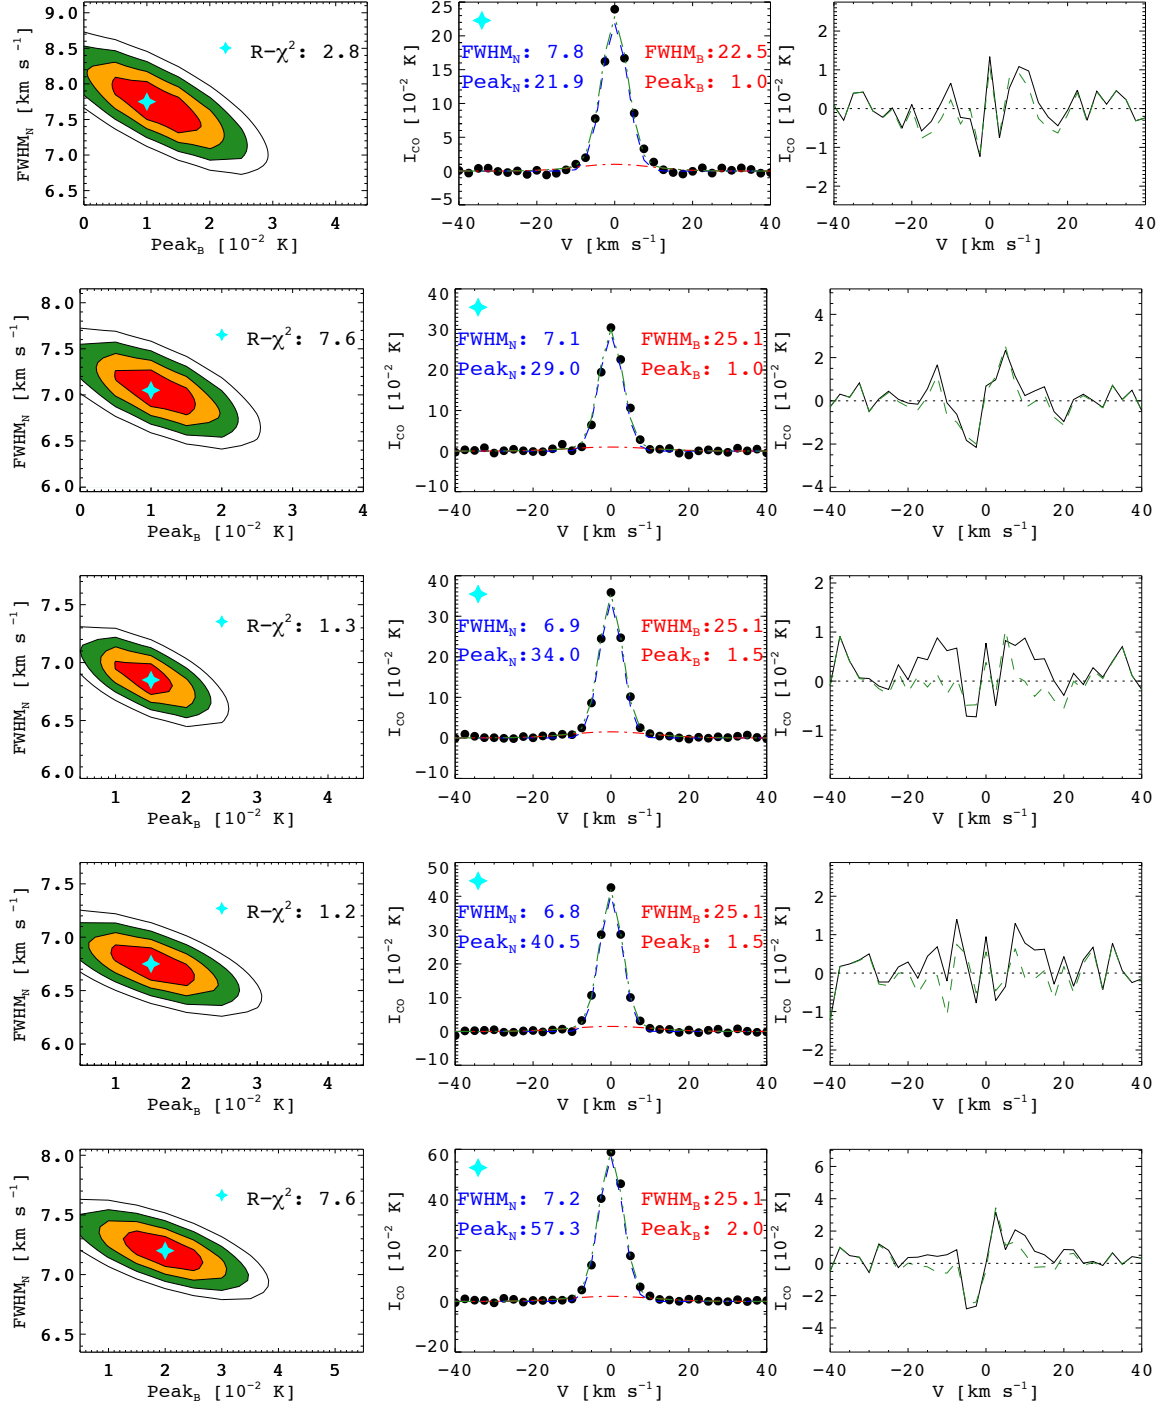 9.0
8.5
8.0
7.5
7.0
6.5
FWHM_N [km s⁻¹]
R−χ²: 2.8
0 1 2 3 4
Peak_B [10⁻² K]
25
20
15
10
5
0
−5
I_CO [10⁻² K]
FWHM_N: 7.8 FWHM_B:22.5
Peak_N:21.9 Peak_B: 1.0
−40 −20 0 20 40
V [km s⁻¹]
2
1
0
−1
−2
I_CO [10⁻² K]
−40 −20 0 20 40
V [km s⁻¹]
8.0
7.5
7.0
6.5
6.0
FWHM_N [km s⁻¹]
R−χ²: 7.6
0 1 2 3 4
Peak_B [10⁻² K]
40
30
20
10
0
−10
I_CO [10⁻² K]
FWHM_N: 7.1 FWHM_B:25.1
Peak_N:29.0 Peak_B: 1.0
−40 −20 0 20 40
V [km s⁻¹]
4
2
0
−2
−4
I_CO [10⁻² K]
−40 −20 0 20 40
V [km s⁻¹]
7.5
7.0
6.5
6.0
FWHM_N [km s⁻¹]
R−χ²: 1.3
1 2 3 4
Peak_B [10⁻² K]
40
30
20
10
0
−10
I_CO [10⁻² K]
FWHM_N: 6.9 FWHM_B:25.1
Peak_N:34.0 Peak_B: 1.5
−40 −20 0 20 40
V [km s⁻¹]
2
1
0
−1
I_CO [10⁻² K]
−40 −20 0 20 40
V [km s⁻¹]
7.5
7.0
6.5
6.0
FWHM_N [km s⁻¹]
R−χ²: 1.2
1 2 3 4
Peak_B [10⁻² K]
50
40
30
20
10
0
−10
I_CO [10⁻² K]
FWHM_N: 6.8 FWHM_B:25.1
Peak_N:40.5 Peak_B: 1.5
−40 −20 0 20 40
V [km s⁻¹]
2
1
0
−1
−2
I_CO [10⁻² K]
−40 −20 0 20 40
V [km s⁻¹]
8.0
7.5
7.0
6.5
FWHM_N [km s⁻¹]
R−χ²: 7.6
1 2 3 4 5
Peak_B [10⁻² K]
60
40
20
0
−20
I_CO [10⁻² K]
FWHM_N: 7.2 FWHM_B:25.1
Peak_N:57.3 Peak_B: 2.0
−40 −20 0 20 40
V [km s⁻¹]
6
4
2
0
−2
−4
I_CO [10⁻² K]
−40 −20 0 20 40
V [km s⁻¹]